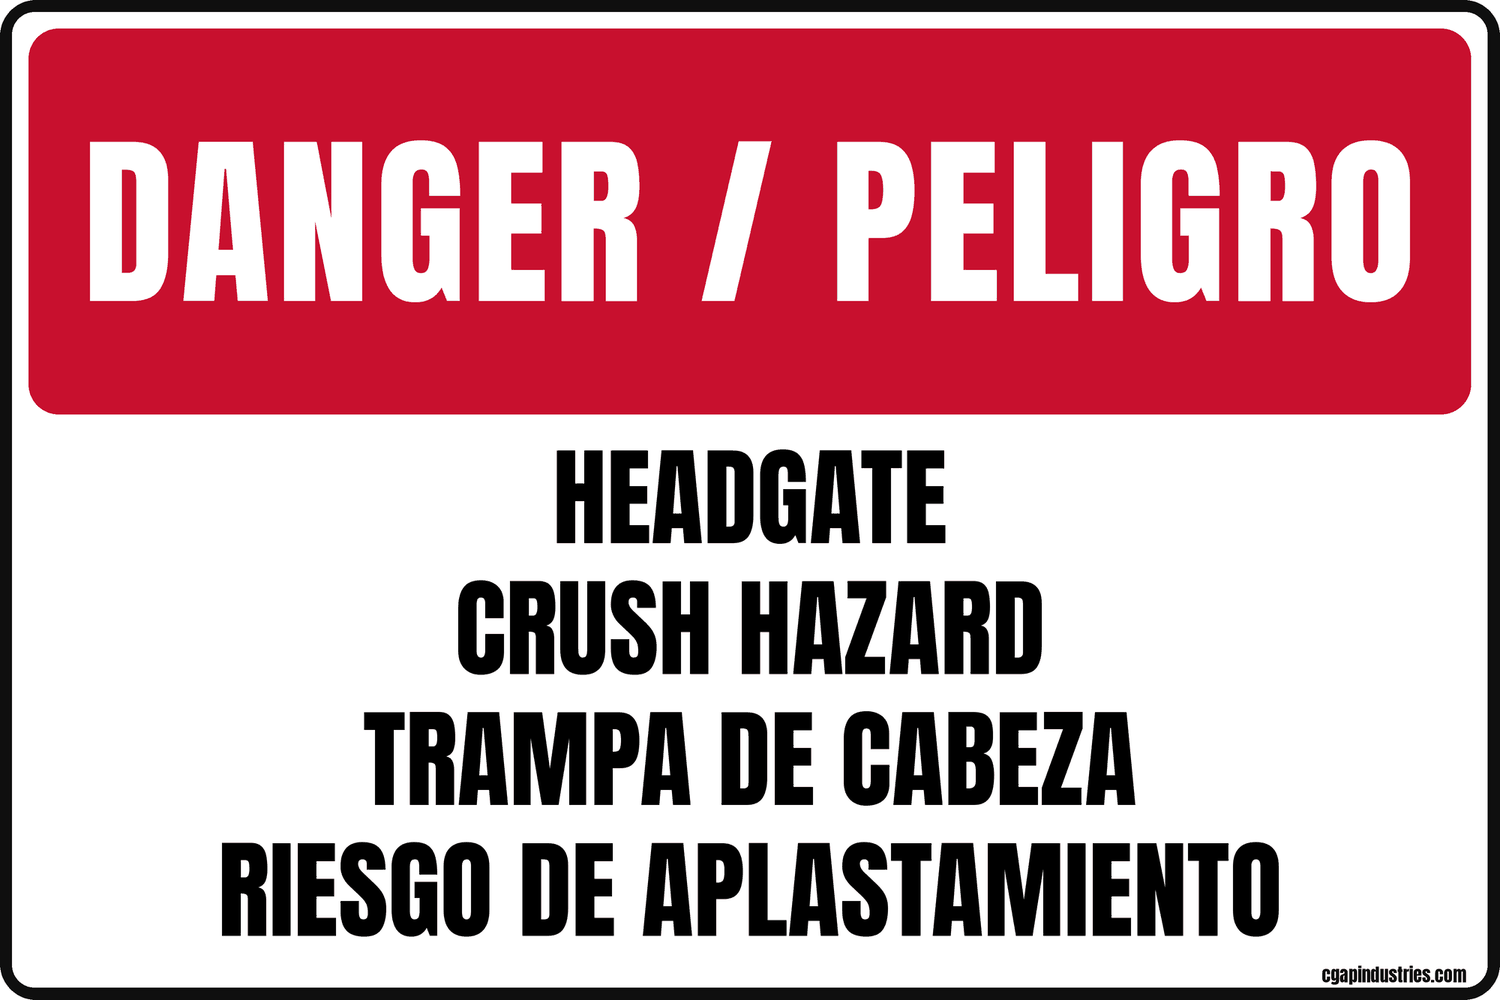 DANGER / PELIGRO
HEADGATE
CRUSH HAZARD
TRAMPA DE CABEZA
RIESGO DE APLASTAMIENTO
cgapindustries.com